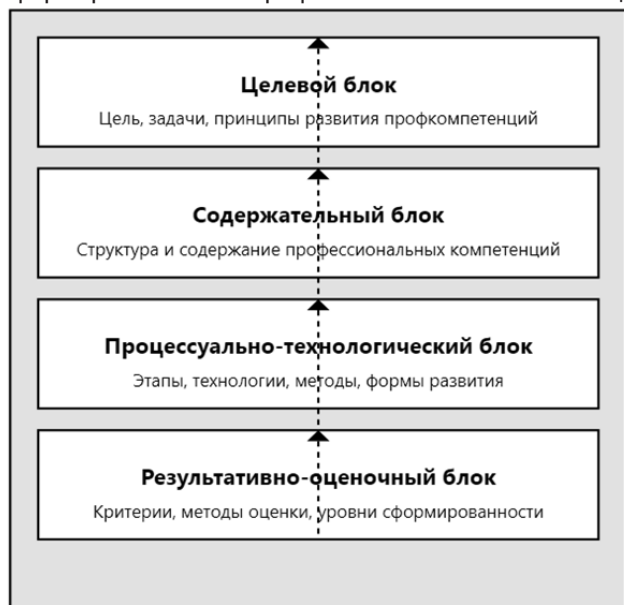 Целевой блок
Цель, задачи, принципы развития профкомпетенций
Содержательный блок
Структура и содержание профессиональных компетенций
Процессуально-технологический блок
Этапы, технологии, методы, формы развития
Результативно-оценочный блок
Критерии, методы оценки, уровни сформированности